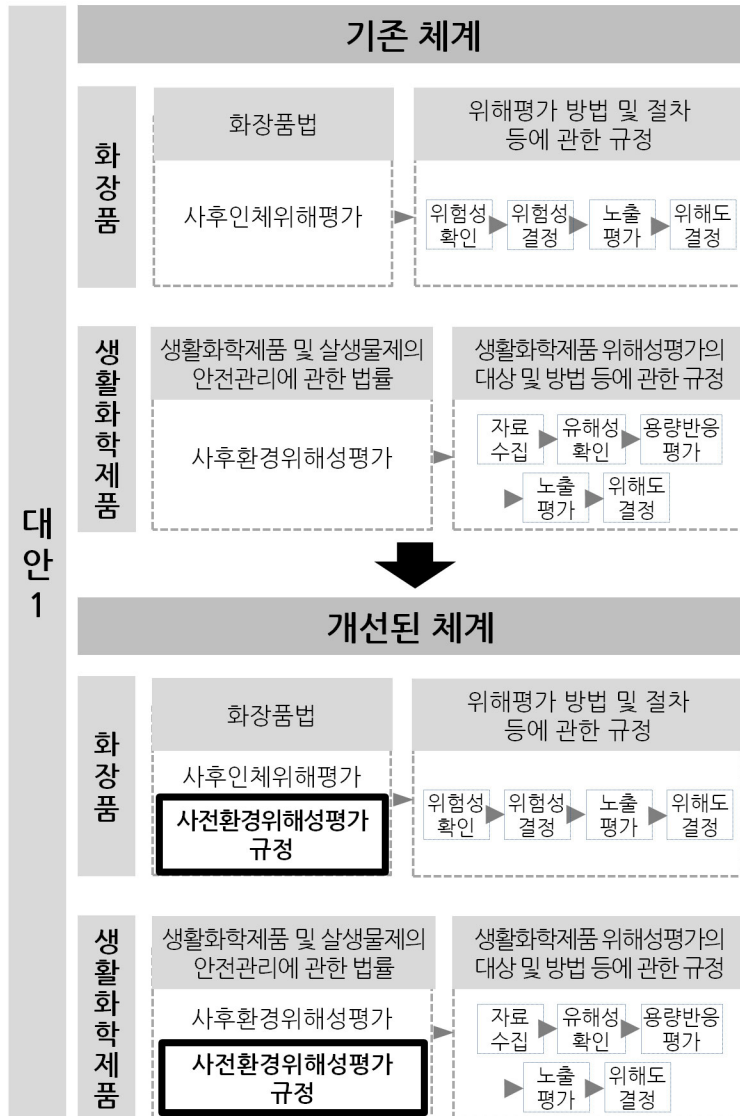 대안1
기존 체계
화장품
화장품법
사후인체위해평가
위해평가 방법 및 절차
등에 관한 규정
위험성
확인
위험성
결정
노출
평가
위해도
결정
생활화학제품
생활화학제품 및 살생물제의
안전관리에 관한 법률
사후환경위해성평가
생활화학제품 위해성평가의
대상 및 방법 등에 관한 규정
자료
수집
유해성
확인
용량반응
평가
노출
평가
위해도
결정
개선된 체계
화장품
화장품법
사후인체위해평가
사전환경위해성평가
규정
위해평가 방법 및 절차
등에 관한 규정
위험성
확인
위험성
결정
노출
평가
위해도
결정
생활화학제품
생활화학제품 및 살생물제의
안전관리에 관한 법률
사후환경위해성평가
사전환경위해성평가
규정
생활화학제품 위해성평가의
대상 및 방법 등에 관한 규정
자료
수집
유해성
확인
용량반응
평가
노출
평가
위해도
결정